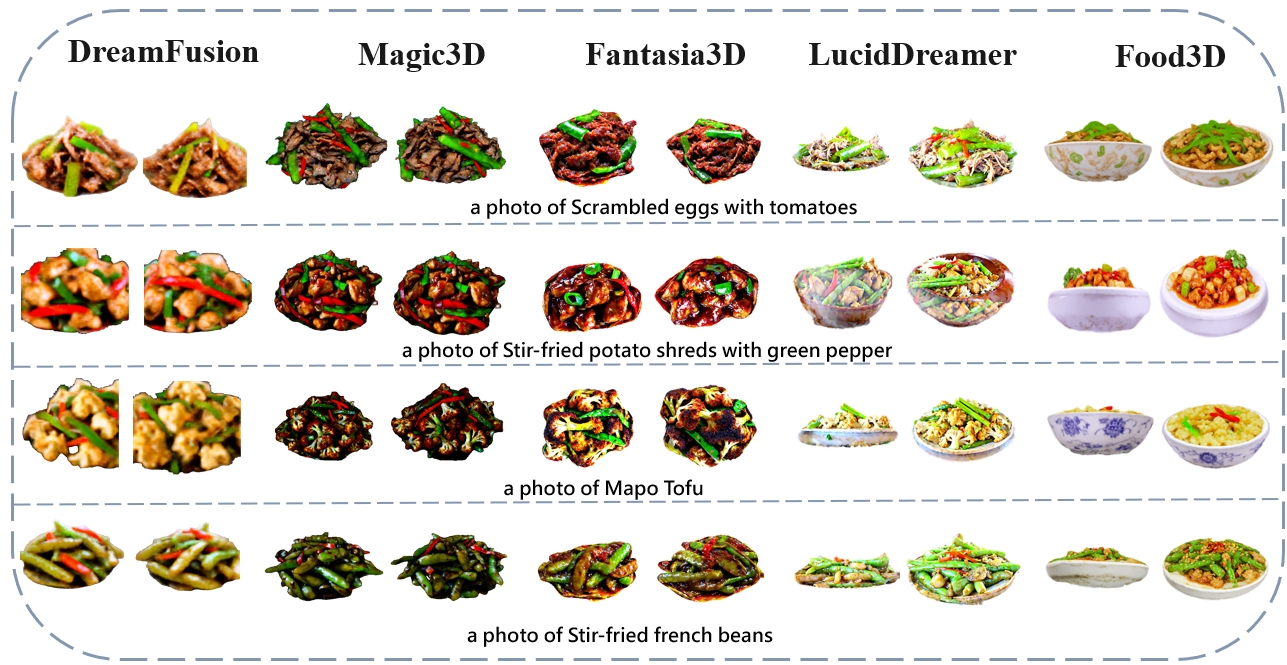 DreamFusion Magic3D Fantasia3D LucidDreamer Food3D
a photo of Scrambled eggs with tomatoes
a photo of Stir-fried potato shreds with green pepper
a photo of Mapo Tofu
a photo of Stir-fried french beans